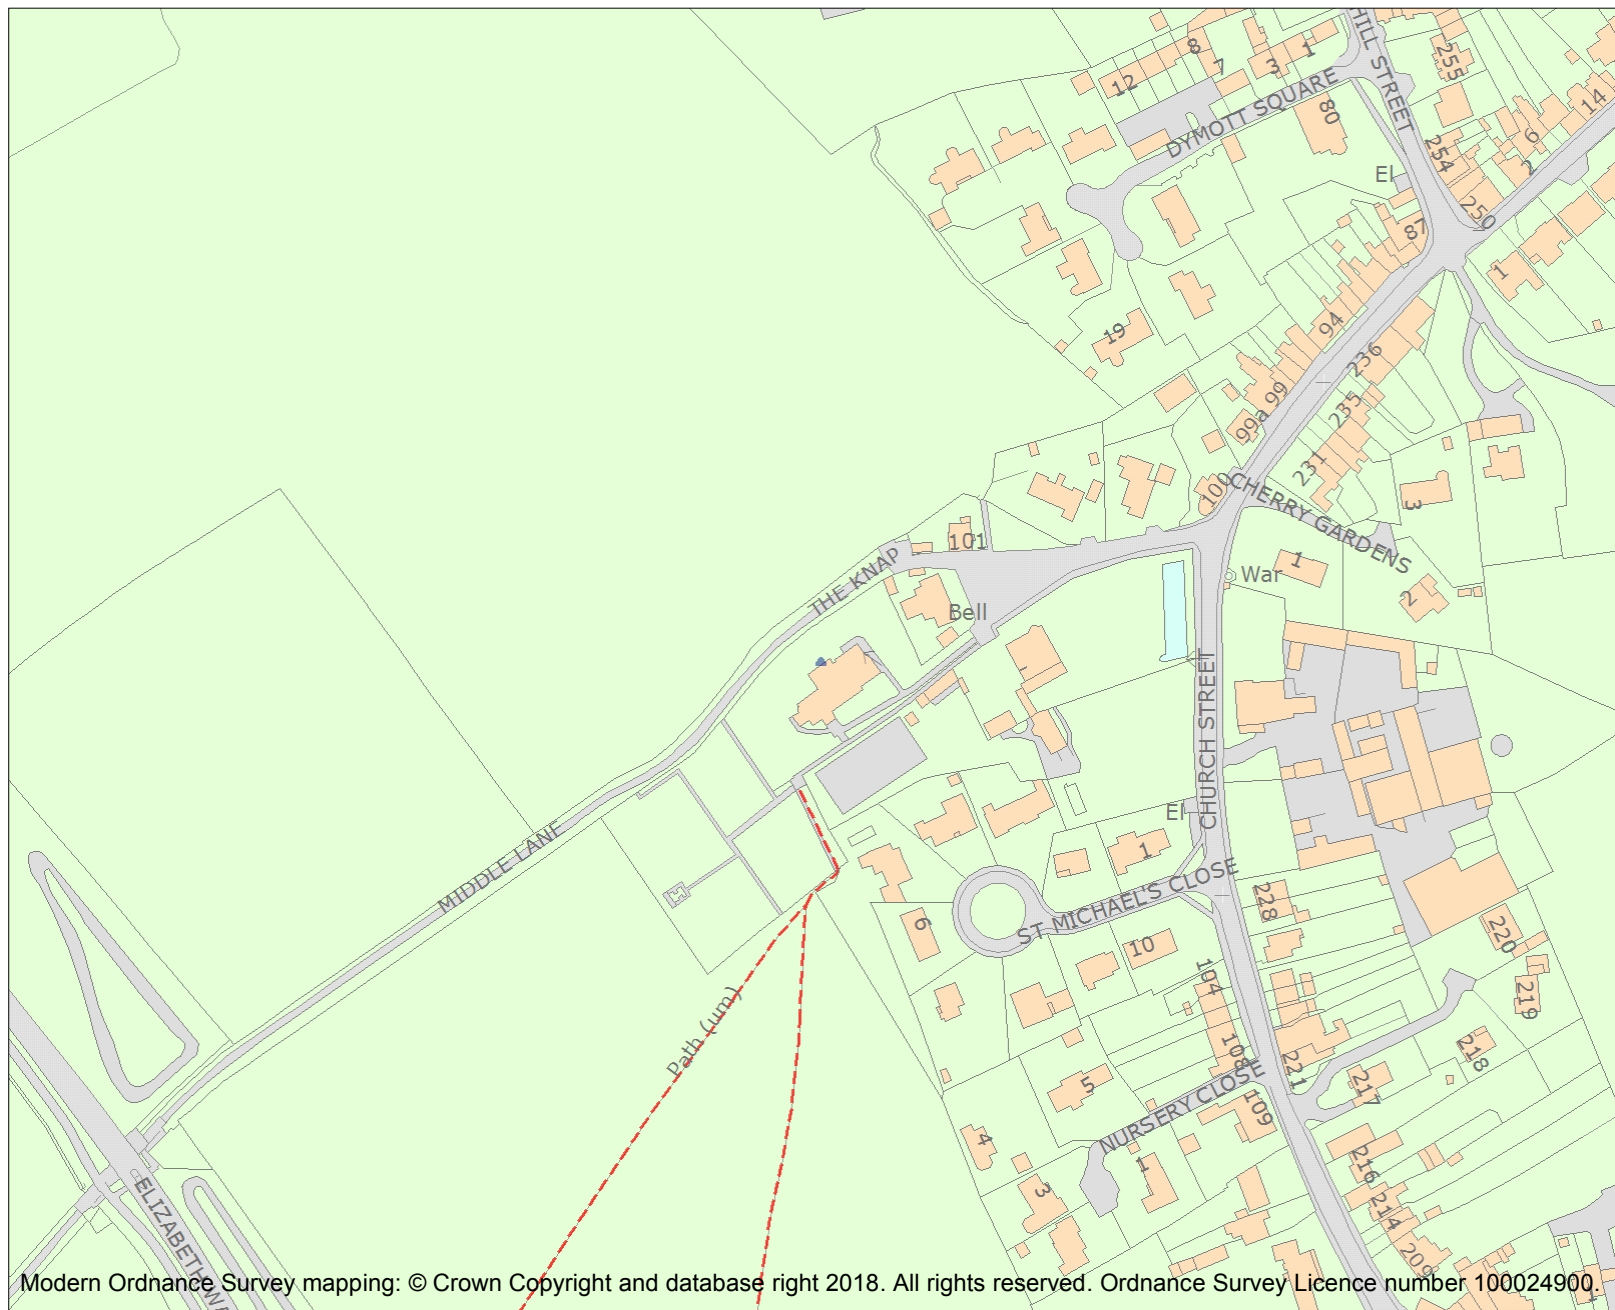 HILL STREET
255
8
7
3
1
12
14
DYMOTT SQUARE
80
6
254
2
El
250
87
1
94
19
236
99
235
99a
231
100
CHERRY GARDENS
3
101
THE KNAP
1
War
2
Bell
CHURCH STREET
El
1
MIDDLE LANE
ST MICHAEL'S CLOSE
228
6
10
220
104
219
Path (um)
108
218
221
5
217
NURSERY CLOSE
109
4
1
216
3
214
ELIZABETH WA
209
1
Modern Ordnance Survey mapping: © Crown Copyright and database right 2018. All rights reserved. Ordnance Survey Licence number 100024900.